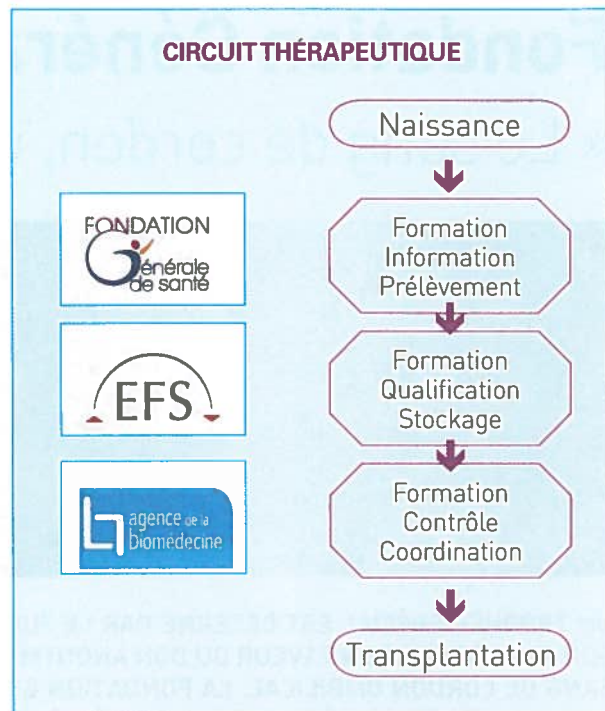 CIRCUIT THÉRAPEUTIQUE
Naissance
FONDATION
Générale
de santé
Formation
Information
Prélèvement
EFS
Formation
Qualification
Stockage
agence de la
biomédecine
Formation
Contrôle
Coordination
Transplantation